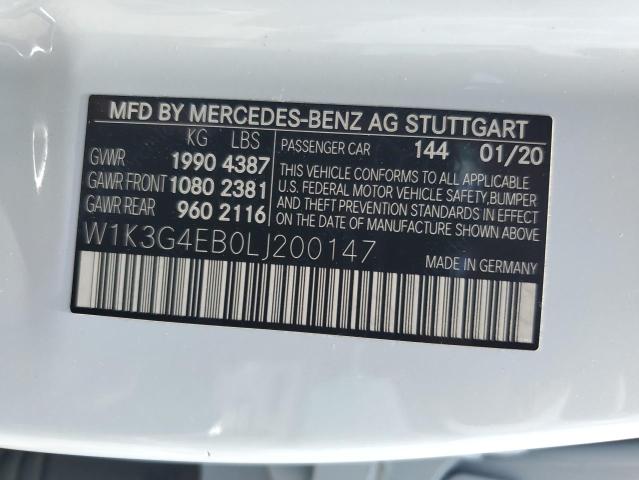 MFD BY MERCEDES-BENZ AG STUTTGART
KG LBS
GVWR 1990 4387
GAWR FRONT 1080 2381
GAWR REAR 960 2116
PASSENGER CAR 144 01/20
THIS VEHICLE CONFORMS TO ALL APPLICABLE
U.S. FEDERAL MOTOR VEHICLE SAFETY,BUMPER
AND THEFT PREVENTION STANDARDS IN EFFECT
ON THE DATE OF MANUFACTURE SHOWN ABOVE.
W1K3G4EB0LJ200147
MADE IN GERMANY